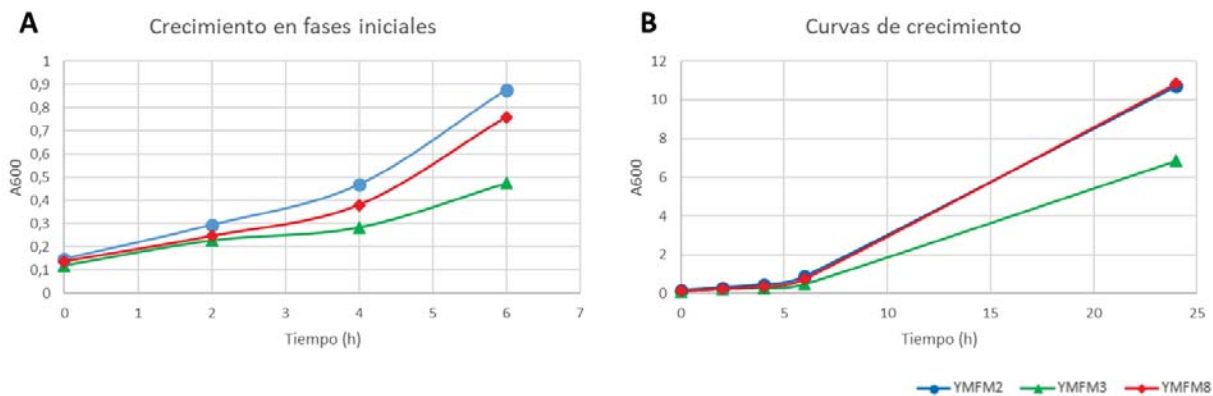 A
Crecimiento en fases iniciales
1
0,9
0,8
0,7
0,6
0,5
0,4
0,3
0,2
0,1
0
A600
0 1 2 3 4 5 6 7
Tiempo (h)
B
Curvas de crecimiento
12
10
8
6
4
2
0
A600
0 5 10 15 20 25
Tiempo (h)
YMFM2 YMFM3 YMFM8